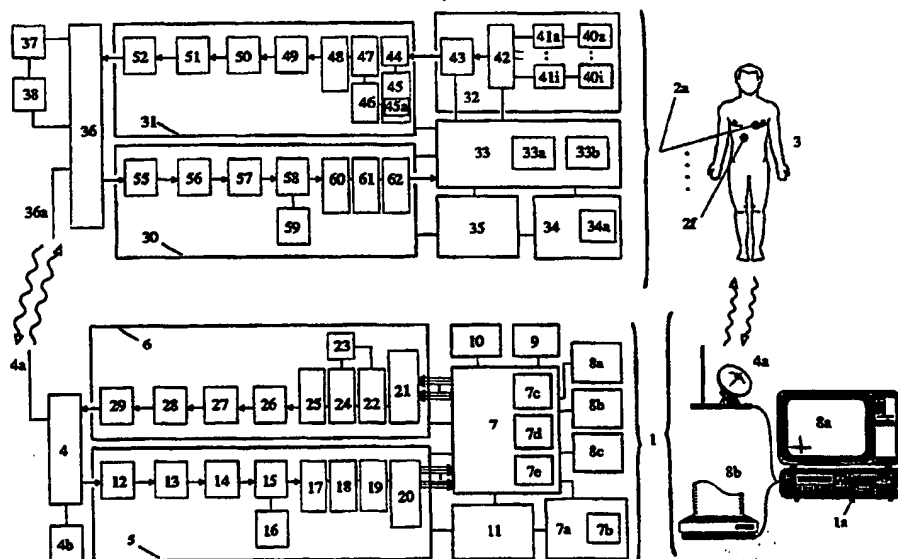 37 52 51 50 49 48 47 44 43 42 41a 40a
38 46 45 45a 41i 40i
36 31 32
33 33a 33b
55 56 57 58 60 61 62
59
36a 30 35 34 34a
2a 3
2f
6 23 10 9
4a 29 28 27 26 25 24 22 21 7 7c 8a
7d 8b
4 7e 8c 1
12 13 14 15 17 18 19 20
16
4b 5 11 7a 7b
4a
8a
8b
1a